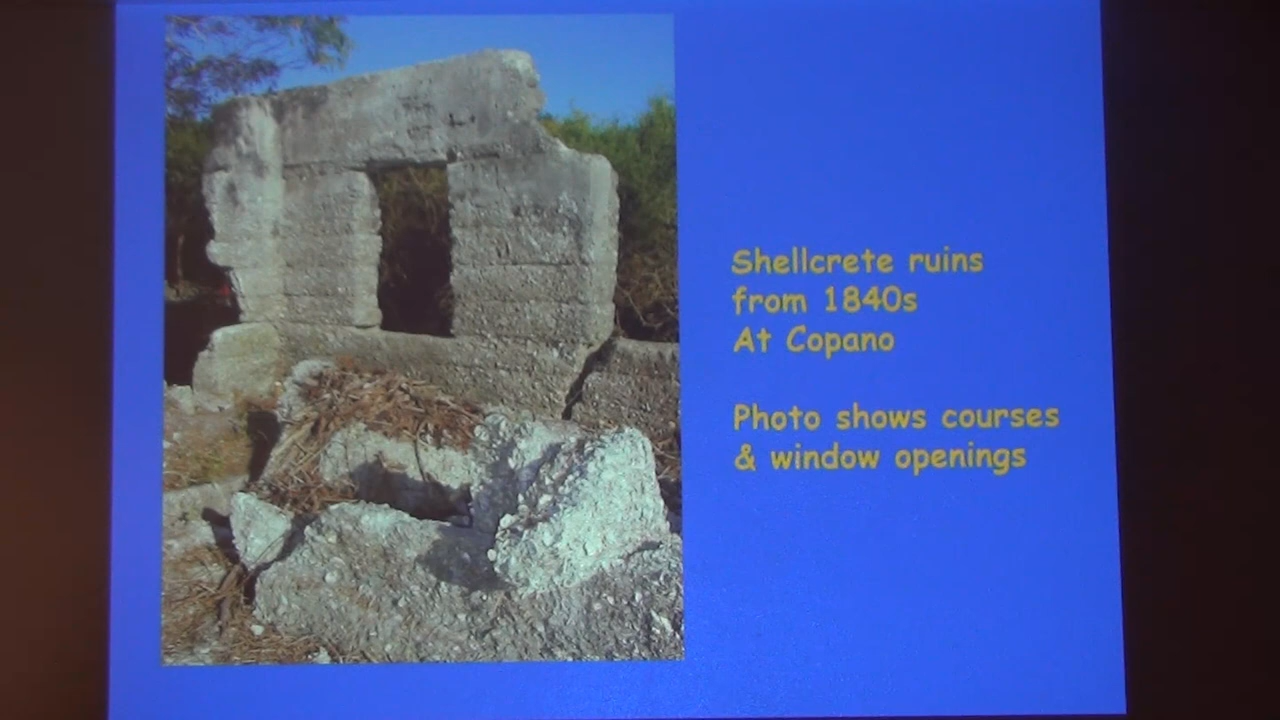 Shellcrete ruins
from 1840s
At Copano
Photo shows courses
& window openings